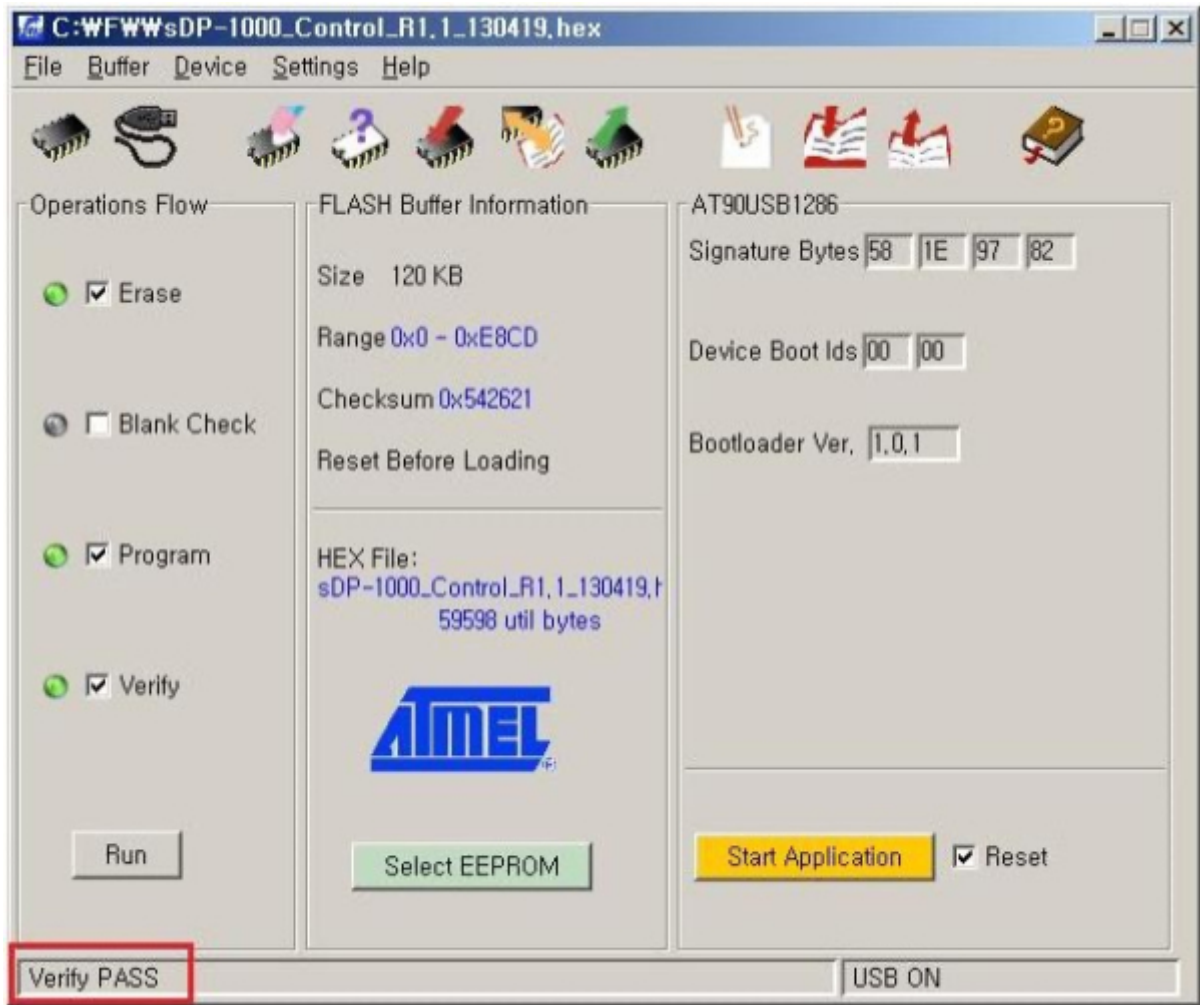 C:₩FW₩sDP-1000_Control_R1,1_130419,hex
File Buffer Device Settings Help
Operations Flow
Erase
Blank Check
Program
Verify
Run
FLASH Buffer Information
Size 120 KB
Range 0x0 - 0xE8CD
Checksum 0x542621
Reset Before Loading
HEX File:
sDP-1000_Control_R1,1_130419,h
59598 util bytes
ATMEL®
Select EEPROM
AT90USB1286
Signature Bytes 58 1E 97 82
Device Boot Ids 00 00
Bootloader Ver, 1,0,1
Start Application Reset
Verify PASS
USB ON